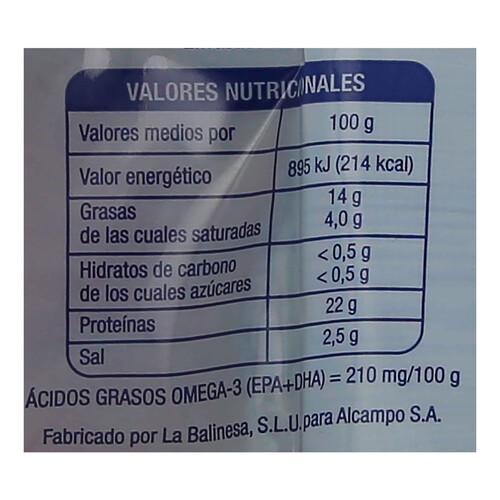 VALORES NUTRICIONALES
Valores medios por 100 g
Valor energético 895 kJ (214 kcal)
Grasas 14 g
de las cuales saturadas 4,0 g
Hidratos de carbono < 0,5 g
de los cuales azúcares < 0,5 g
Proteínas 22 g
Sal 2,5 g
ÁCIDOS GRASOS OMEGA-3 (EPA+DHA) = 210 mg/100 g
Fabricado por La Balinesa, S.L.U. para Alcampo S.A.